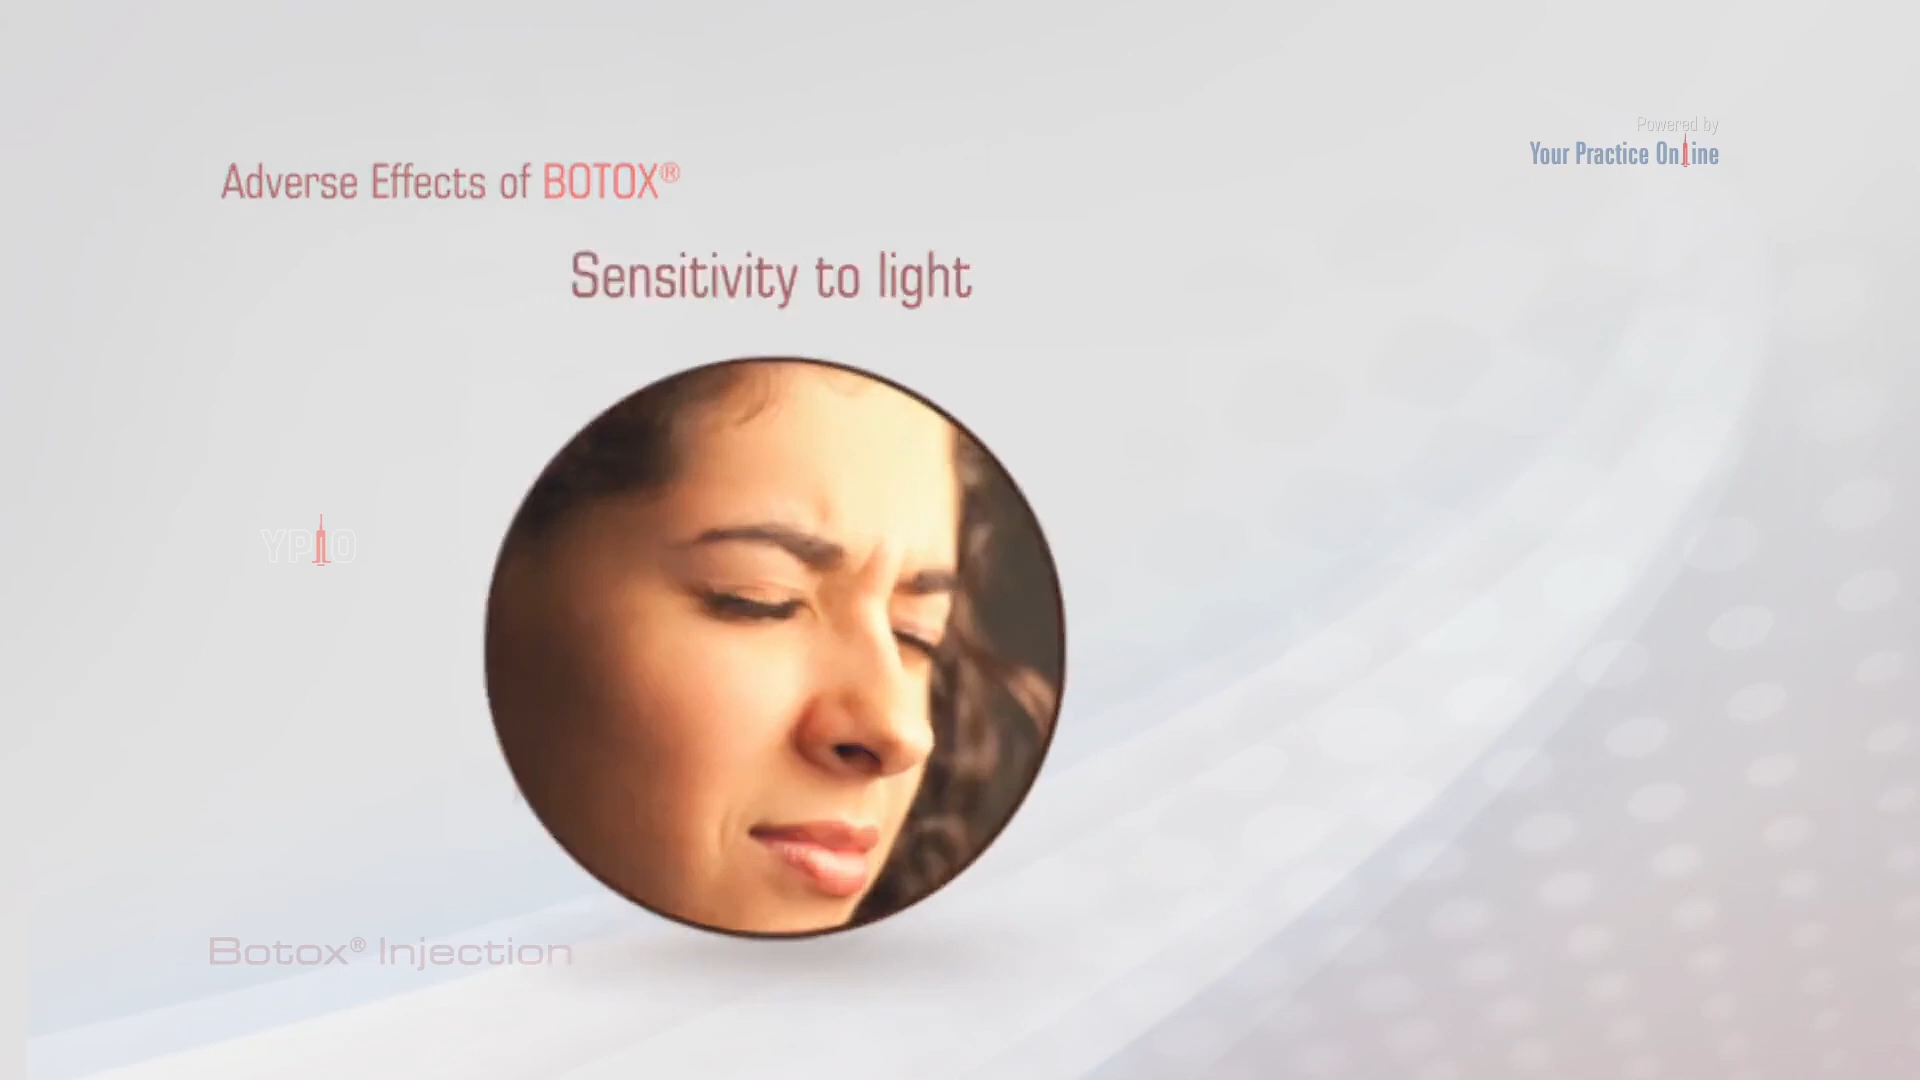 Powered by
Your Practice Online
Adverse Effects of BOTOX®
Sensitivity to light
YPO
Botox® Injection